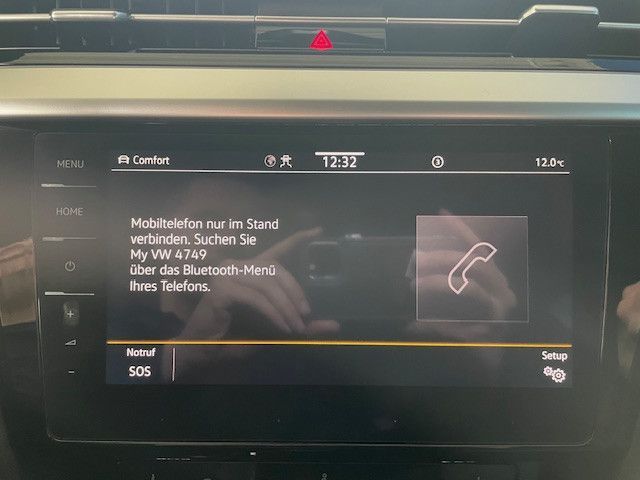 MENU
HOME
Comfort
12:32
3
12.0°C
Mobiltelefon nur im Stand
verbinden. Suchen Sie
My VW 4749
über das Bluetooth-Menü
Ihres Telefons.
Notruf
SOS
Setup
+
-